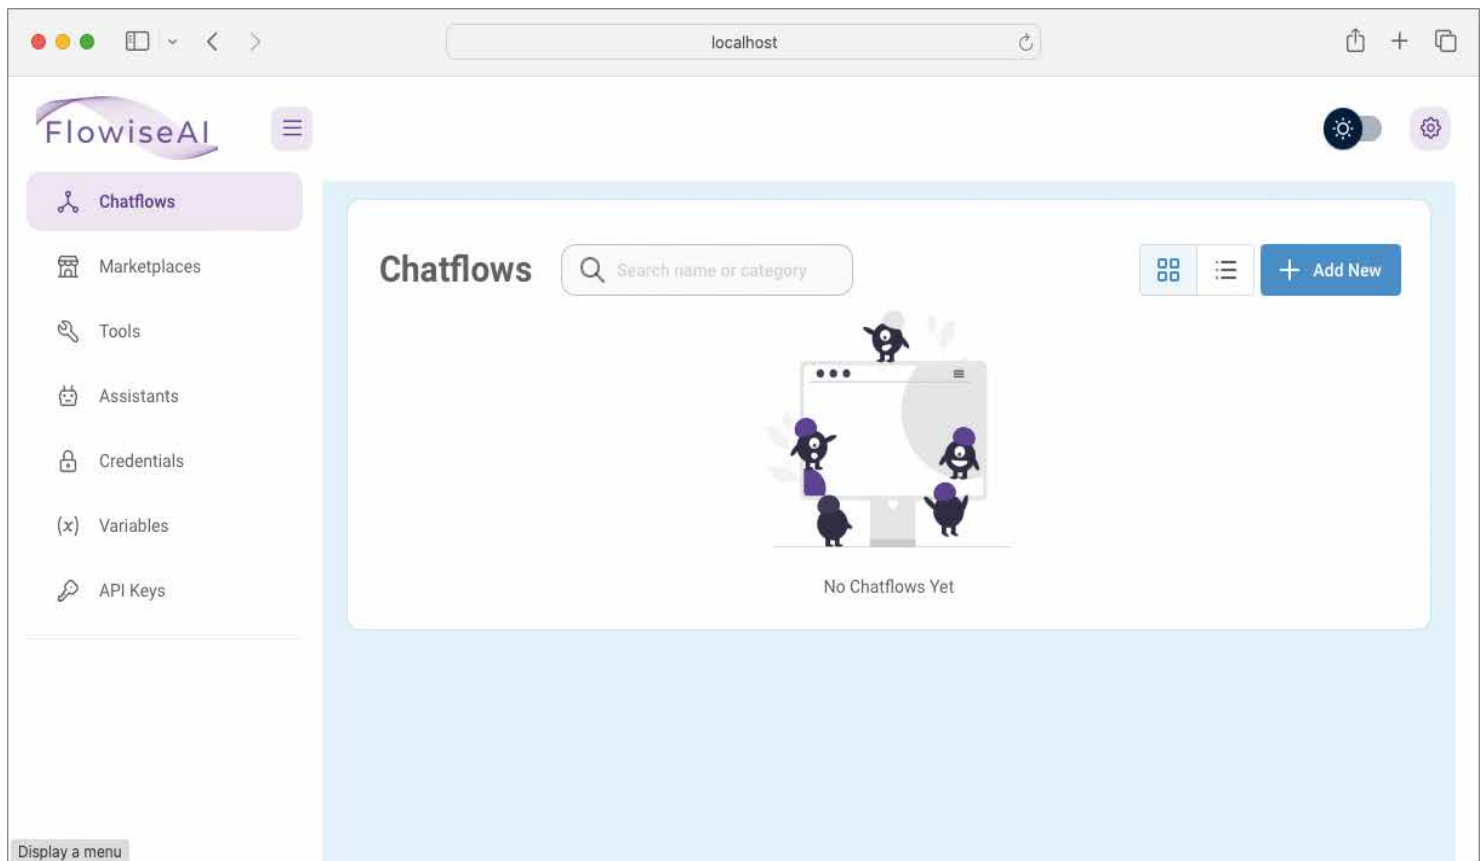 localhost
FlowiseAI
Chatflows
Marketplaces
Tools
Assistants
Credentials
(x) Variables
API Keys
Chatflows
Search name or category
+ Add New
No Chatflows Yet
Display a menu